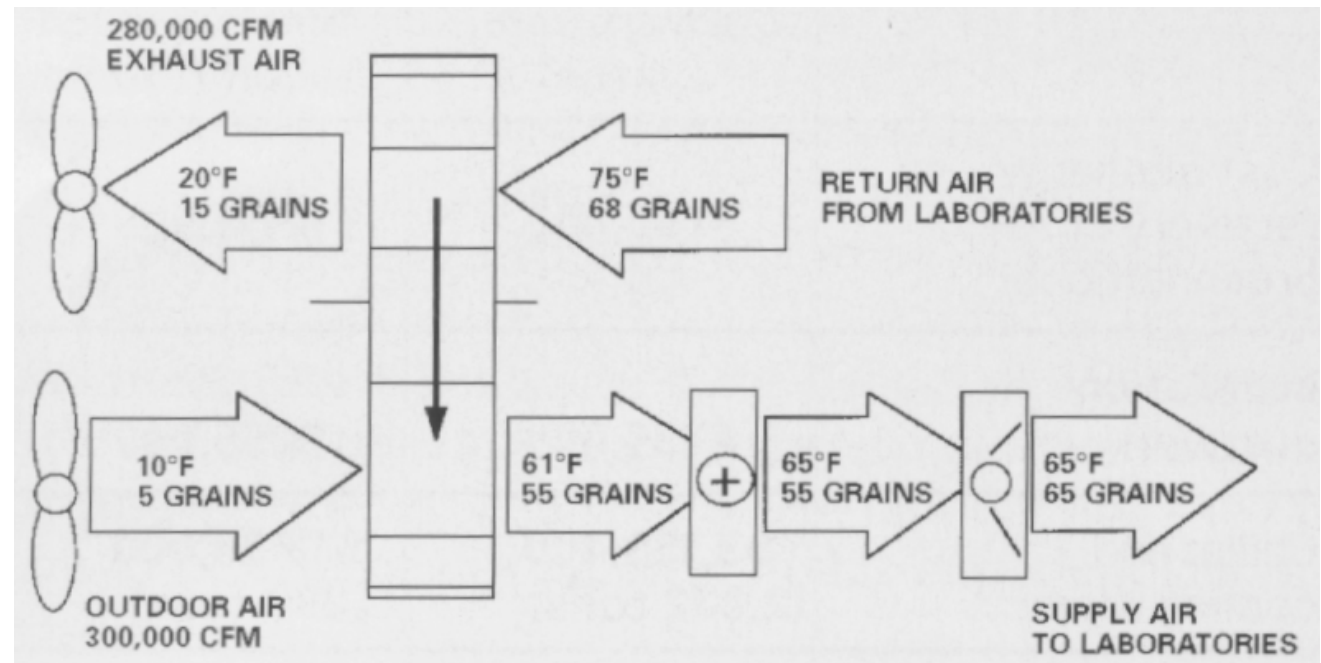 280,000 CFM
EXHAUST AIR
20°F
15 GRAINS
75°F
68 GRAINS
RETURN AIR
FROM LABORATORIES
10°F
5 GRAINS
61°F
55 GRAINS
+
65°F
55 GRAINS
65°F
65 GRAINS
OUTDOOR AIR
300,000 CFM
SUPPLY AIR
TO LABORATORIES